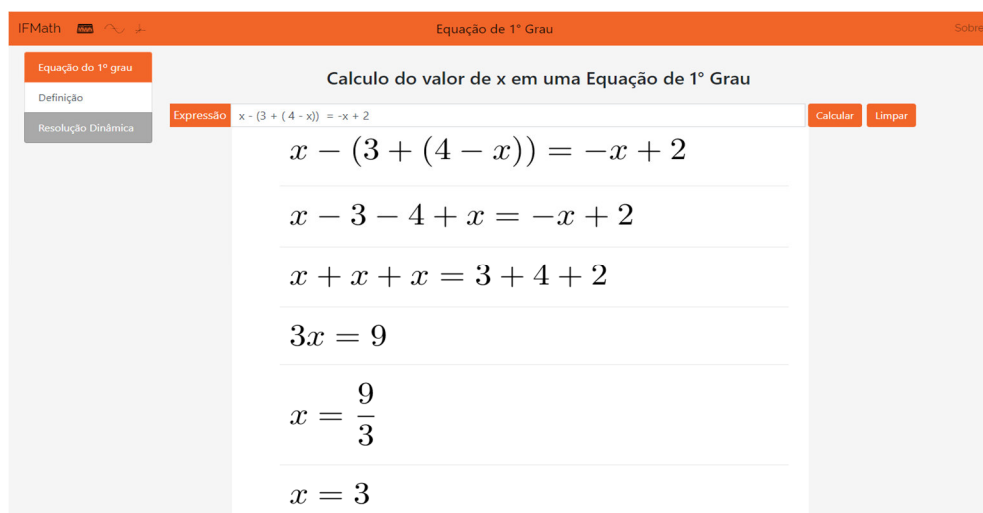 IFMath Equação de 1° Grau Sobre
Equação do 1º grau
Definição
Resolução Dinâmica
Calculo do valor de x em uma Equação de 1° Grau
Expressão x - (3 + ( 4 - x)) = -x + 2 Calcular Limpar
x − (3 + (4 − x)) = −x + 2
x − 3 − 4 + x = −x + 2
x + x + x = 3 + 4 + 2
3x = 9
x = 9/3
x = 3